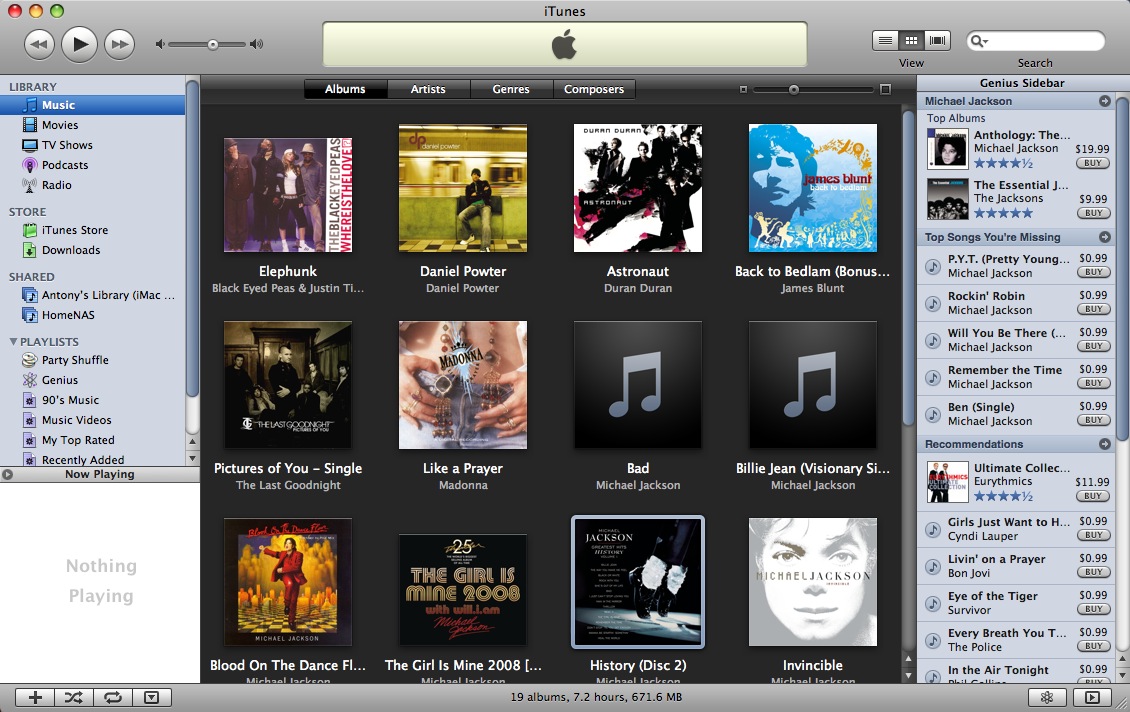 iTunes
View
Search
LIBRARY
Music
Movies
TV Shows
Podcasts
Radio
STORE
iTunes Store
Downloads
SHARED
Antony's Library (iMac ...
HomeNAS
PLAYLISTS
Party Shuffle
Genius
90's Music
Music Videos
My Top Rated
Recently Added
Now Playing
Nothing
Playing
Albums Artists Genres Composers
THEBLACKEYEDPEAS
WHEREISTHELOVE
daniel powter
DURAN DURAN
ASTRONAUT
james blunt
back to bedlam
Elephunk
Black Eyed Peas & Justin Ti...
Daniel Powter
Daniel Powter
Astronaut
Duran Duran
Back to Bedlam (Bonus...
James Blunt
THELASTGOODNIGHT
PICTURES OF YOU
MADONNA
Pictures of You – Single
The Last Goodnight
Like a Prayer
Madonna
Bad
Michael Jackson
Billie Jean (Visionary Si...
Michael Jackson
Blood On The Dance Floor
MICHAEL JACKSON
25
THE GIRL IS
MINE 2008
with will.i.am
Michael
Jackson
MICHAEL
JACKSON
GREATEST HITS
HISTORY
MICHAELJACKSON
INVINCIBLE
Blood On The Dance Fl...
Michael Jackson
The Girl Is Mine 2008 [...
Michael Jackson
History (Disc 2)
Michael Jackson
Invincible
Michael Jackson
Genius Sidebar
Michael Jackson
Top Albums
Anthology: The...
Michael Jackson
$19.99
BUY
The Essential J...
The Jacksons
$9.99
BUY
Top Songs You're Missing
P.Y.T. (Pretty Young... $0.99
Michael Jackson BUY
Rockin' Robin $0.99
Michael Jackson BUY
Will You Be There (... $0.99
Michael Jackson BUY
Remember the Time $0.99
Michael Jackson BUY
Ben (Single) $0.99
Michael Jackson BUY
Recommendations
Ultimate Collec...
Eurythmics
$11.99
BUY
Girls Just Want to H... $0.99
Cyndi Lauper BUY
Livin' on a Prayer $0.99
Bon Jovi BUY
Eye of the Tiger $0.99
Survivor BUY
Every Breath You T... $0.99
The Police BUY
In the Air Tonight $0.99
Phil Collins BUY
19 albums, 7.2 hours, 671.6 MB